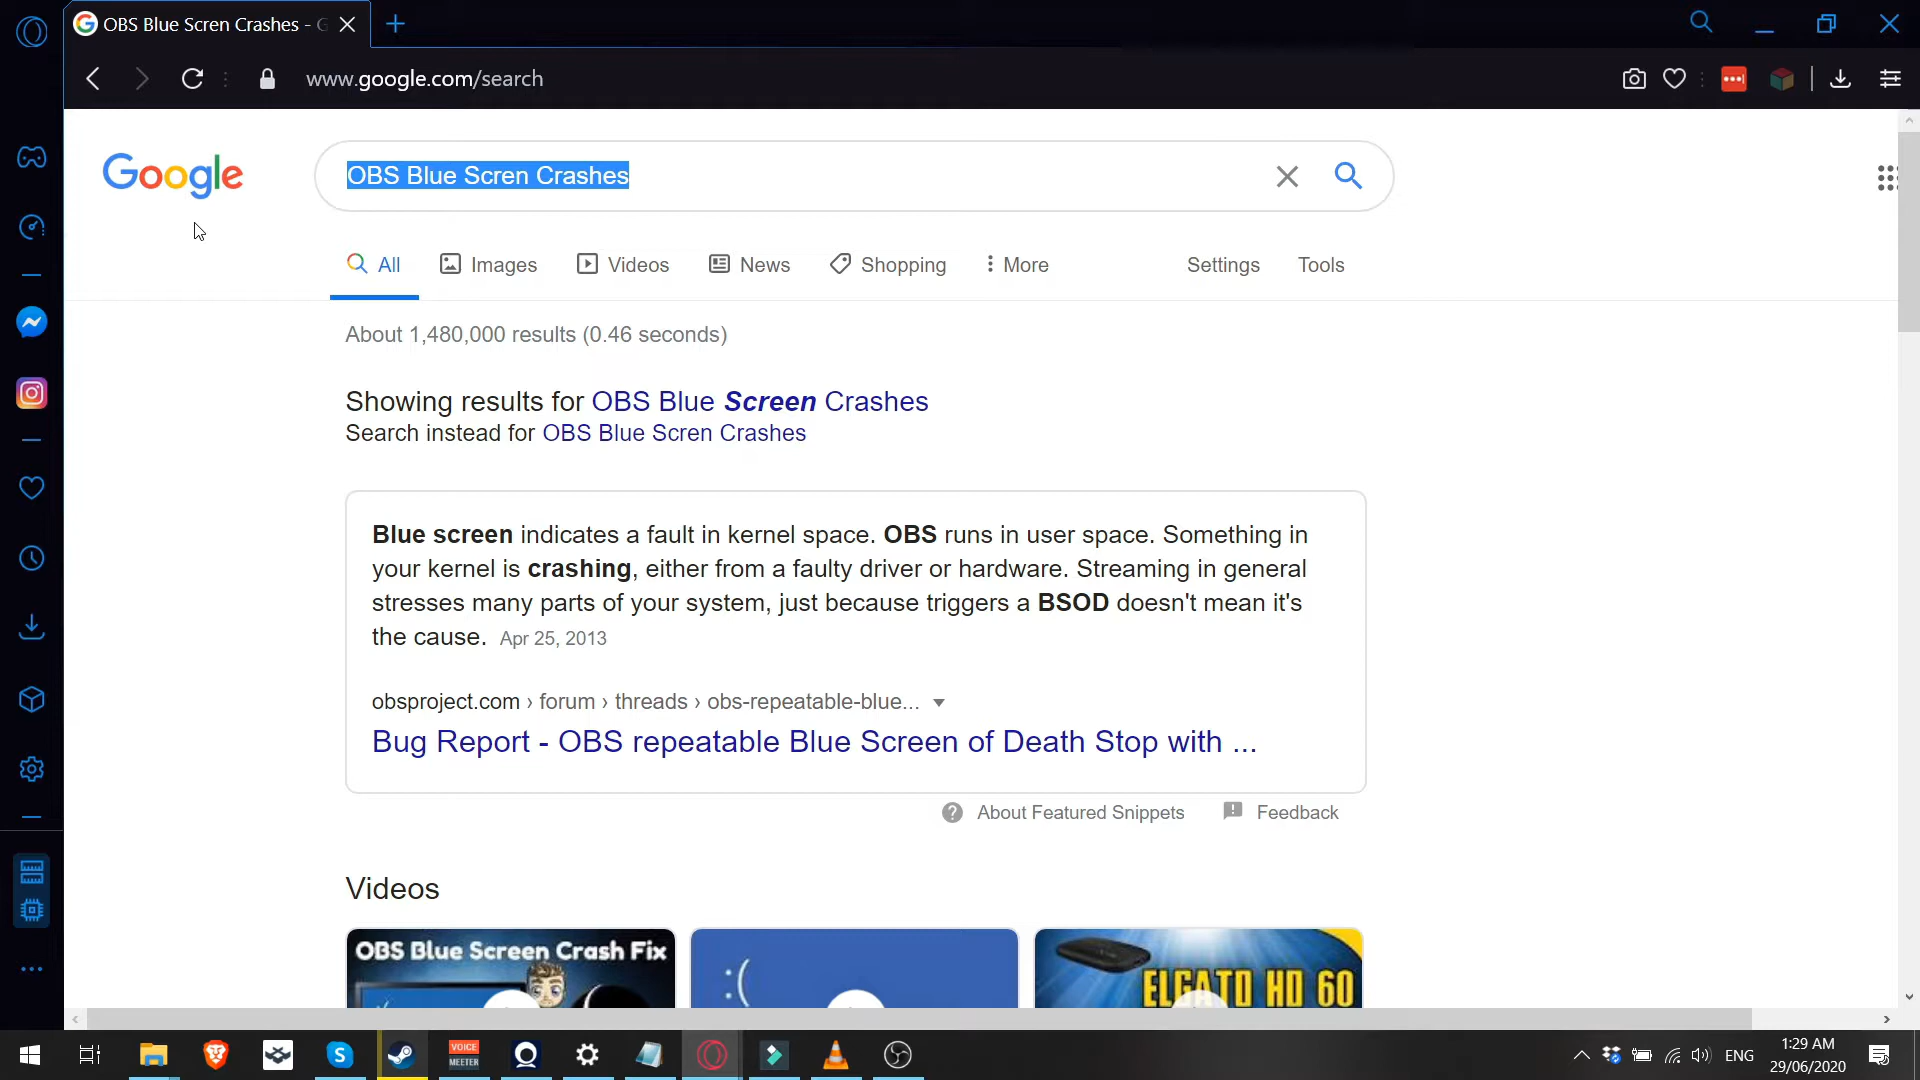 OBS Blue Scren Crashes - G
www.google.com/search
Google
OBS Blue Scren Crashes
All Images Videos News Shopping More Settings Tools
About 1,480,000 results (0.46 seconds)
Showing results for OBS Blue Screen Crashes
Search instead for OBS Blue Scren Crashes
Blue screen indicates a fault in kernel space. OBS runs in user space. Something in
your kernel is crashing, either from a faulty driver or hardware. Streaming in general
stresses many parts of your system, just because triggers a BSOD doesn't mean it's
the cause. Apr 25, 2013
obsproject.com › forum › threads › obs-repeatable-blue...
Bug Report - OBS repeatable Blue Screen of Death Stop with ...
About Featured Snippets Feedback
Videos
OBS Blue Screen Crash Fix
:(
ELGATO HD 60
VOICE
MEETER
ENG
1:29 AM
29/06/2020